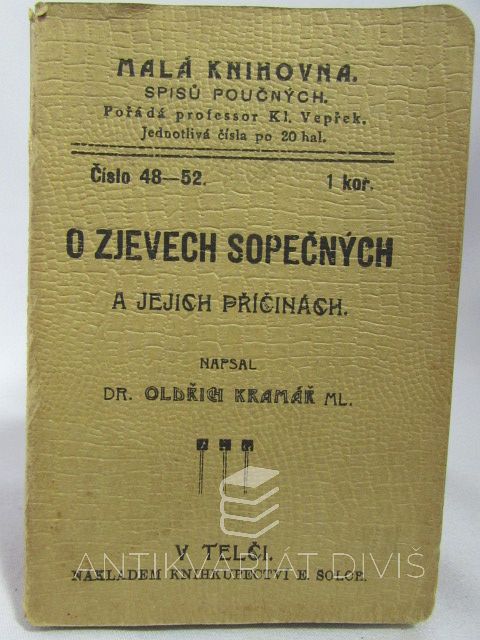 MALÁ KNIHOVNA.
SPISŮ POUČNÝCH.
Pořádá professor Kl. Vepřek.
Jednotlivá čísla po 20 hal.
Číslo 48—52. 1 kor.
O ZJEVECH SOPEČNÝCH
A JEJICH PŘÍČINÁCH.
NAPSAL
DR. OLDŘICH KRAMÁŘ ML.
V TELČI.
ANTIKVARIÁT DIVIŠ
NÁKLADEM KNIHKUPECTVÍ E. ŠOLCE.